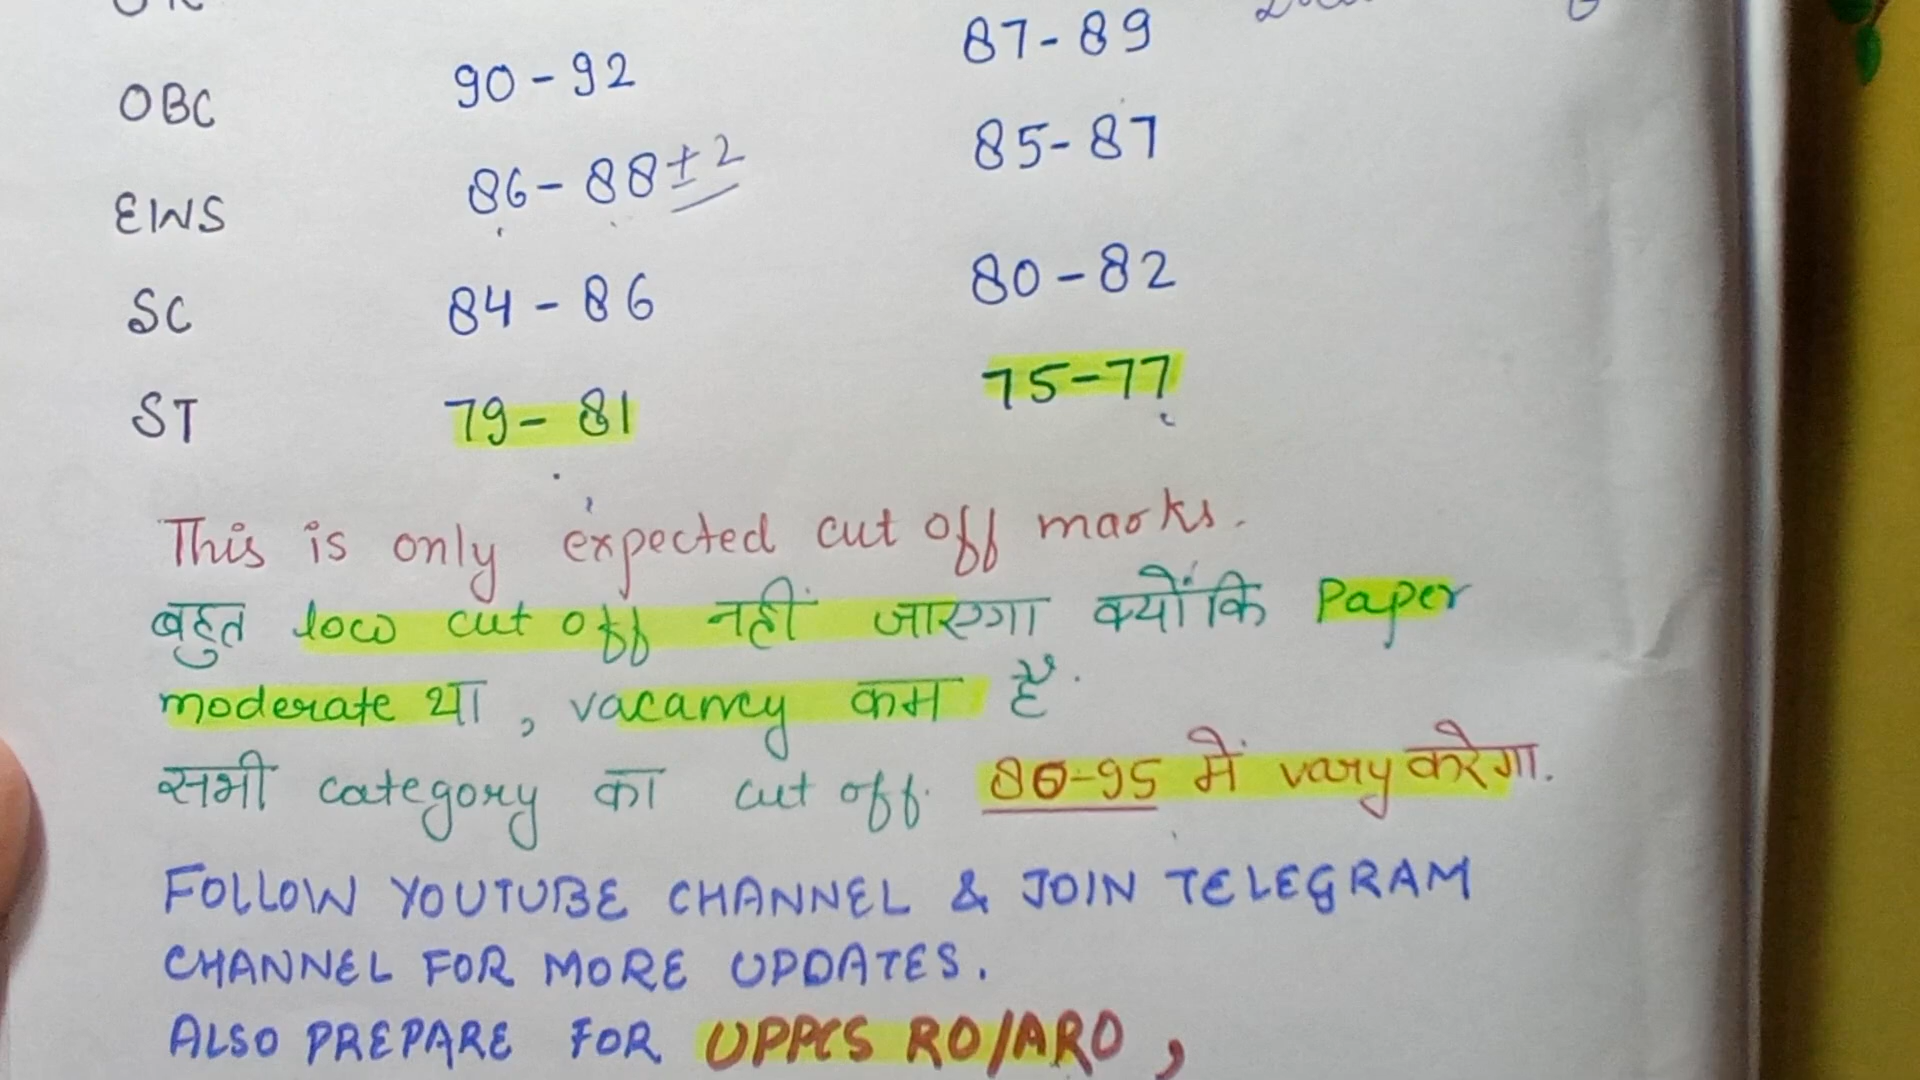 OBC 90-92 87-89
EWS 86-88±2 85-87
SC 84-86 80-82
ST 79-81 75-77
This is only expected cut off marks.
बहुत low cut off नहीं जाएगा क्योंकि Paper
moderate था, vacancy कम है.
सभी category का cut off 80-95 में vary करेगा.
FOLLOW YOUTUBE CHANNEL & JOIN TELEGRAM
CHANNEL FOR MORE UPDATES.
ALSO PREPARE FOR UPPCS RO/ARO,